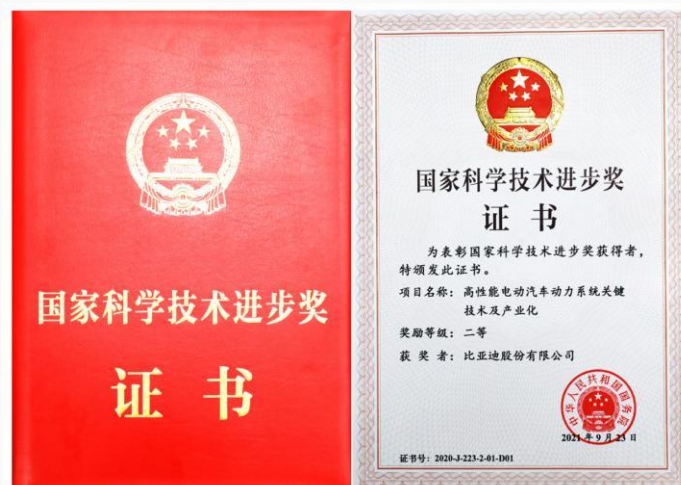 国家科学技术进步奖
证书
国家科学技术进步奖
证书
为表彰国家科学技术进步奖获得者，
特颁发此证书。
项目名称：高性能电动汽车动力系统关键
技术及产业化
奖励等级：二等
获奖者：比亚迪股份有限公司
中华人民共和国国务院
2021年9月23日
证书号：2020-J-223-2-01-D01